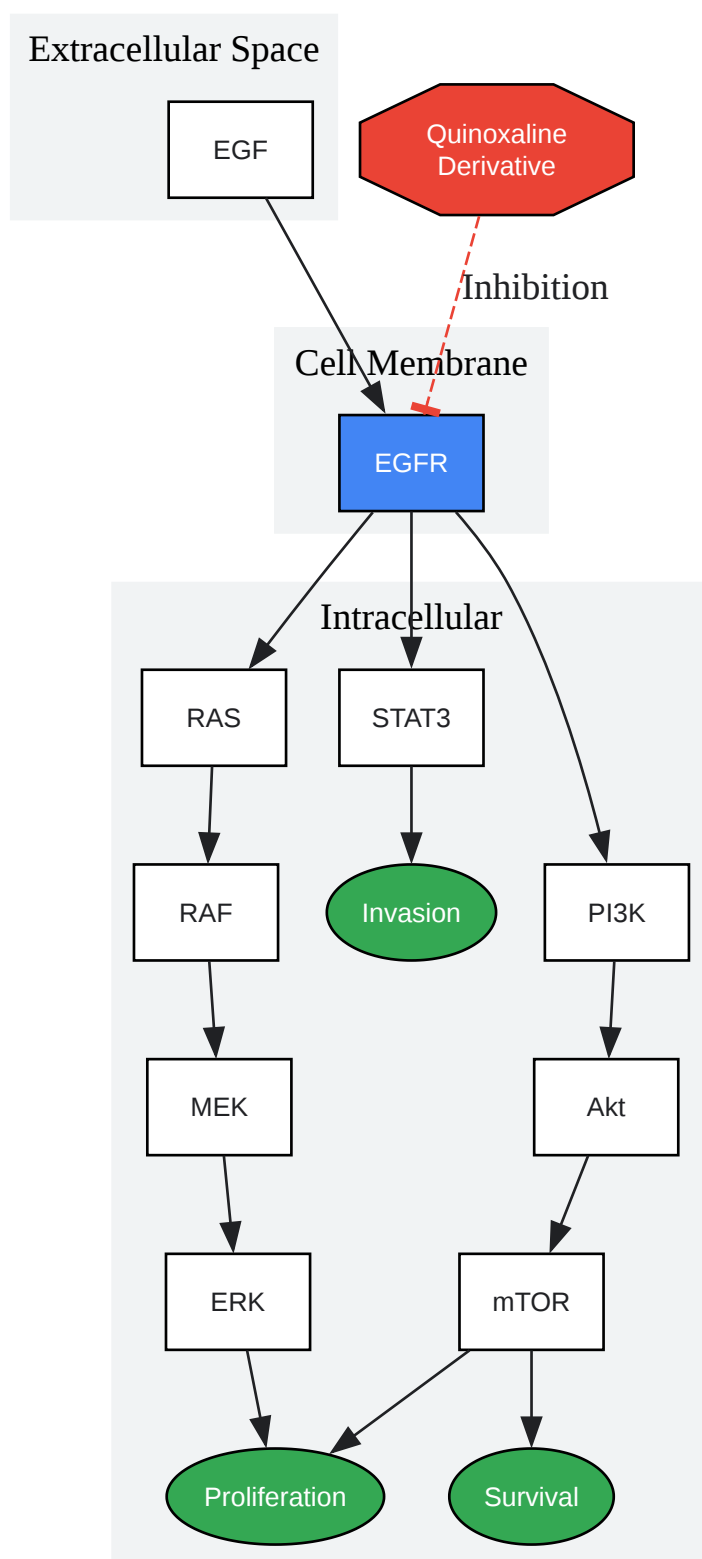 Extracellular Space
EGF
Quinoxaline
Derivative
Inhibition
Cell Membrane
EGFR
Intracellular
RAS
STAT3
RAF
Invasion
PI3K
MEK
Akt
ERK
mTOR
Proliferation
Survival